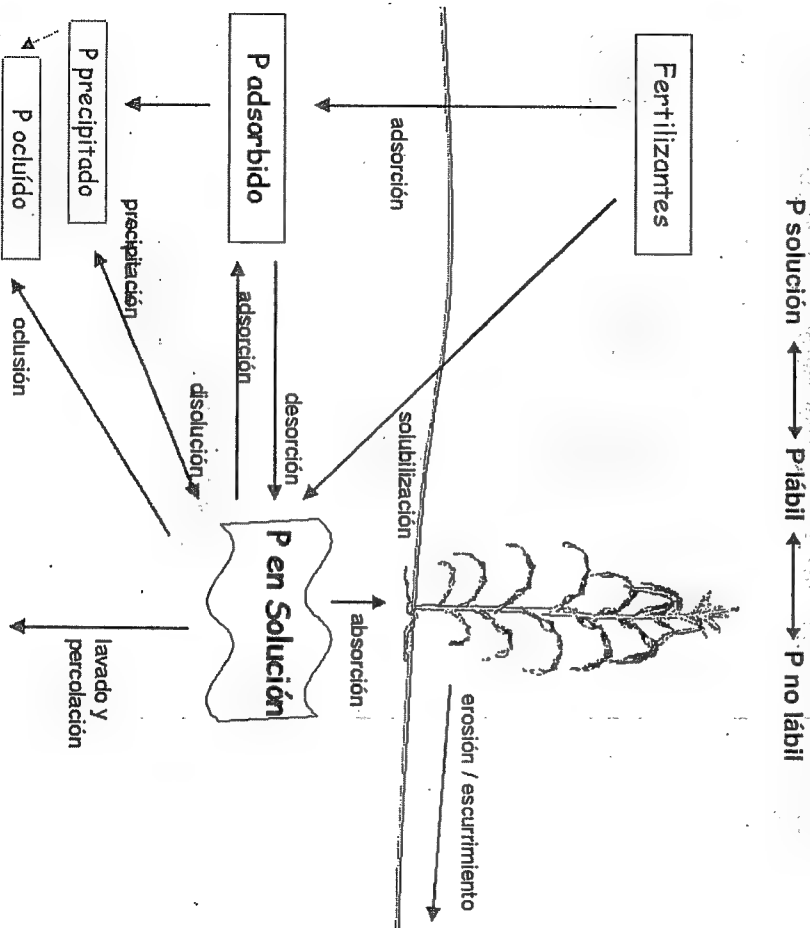 P solución P lábil P no lábil
Fertilizantes
erosión / escurrimiento
solubilización
adsorción
absorción
P adsorbido
desorción
adsorción
P en Solución
disolución
precipitación
P precipitado
lavado y
percolación
P ocluído
oclusión